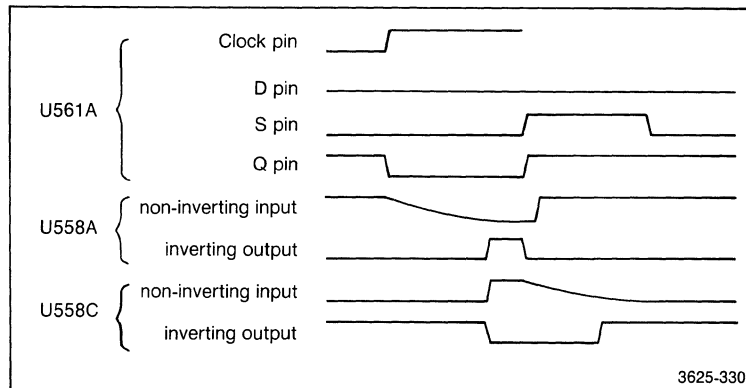 U561A
Clock pin
D pin
S pin
Q pin
U558A
non-inverting input
inverting output
U558C
non-inverting input
inverting output
3625-330